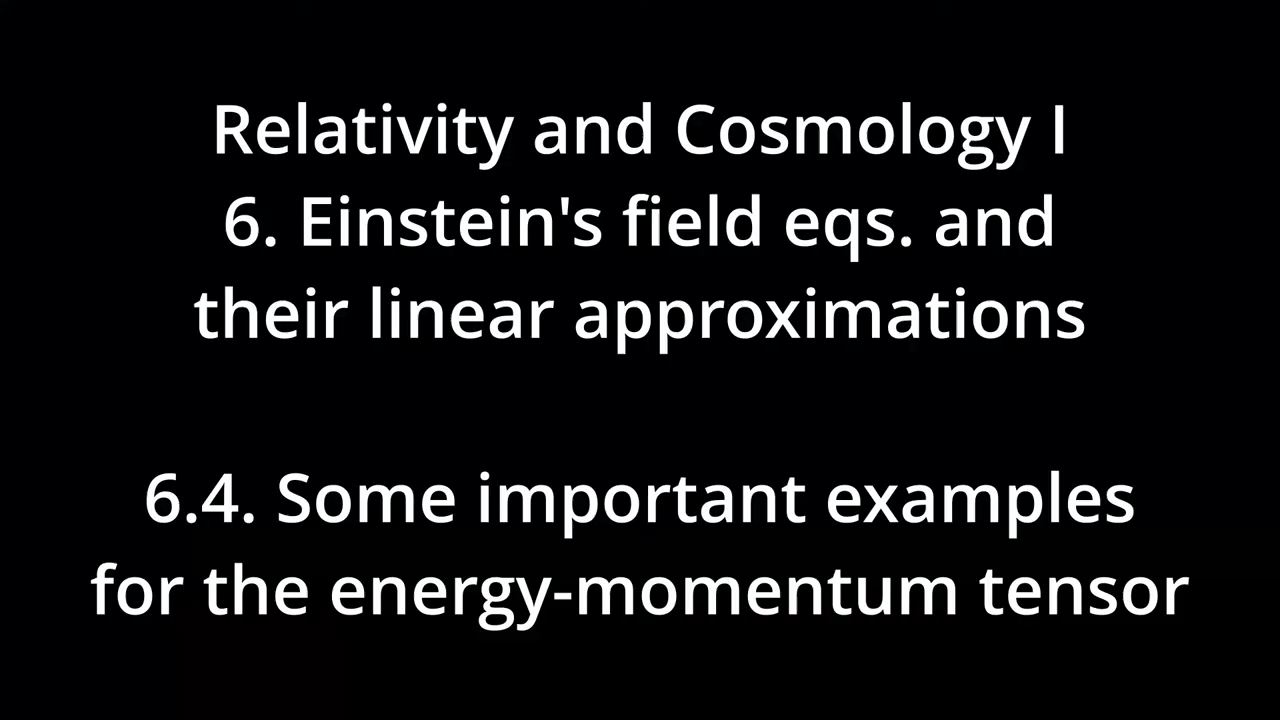 Relativity and Cosmology I
6. Einstein's field eqs. and
their linear approximations
6.4. Some important examples
for the energy-momentum tensor